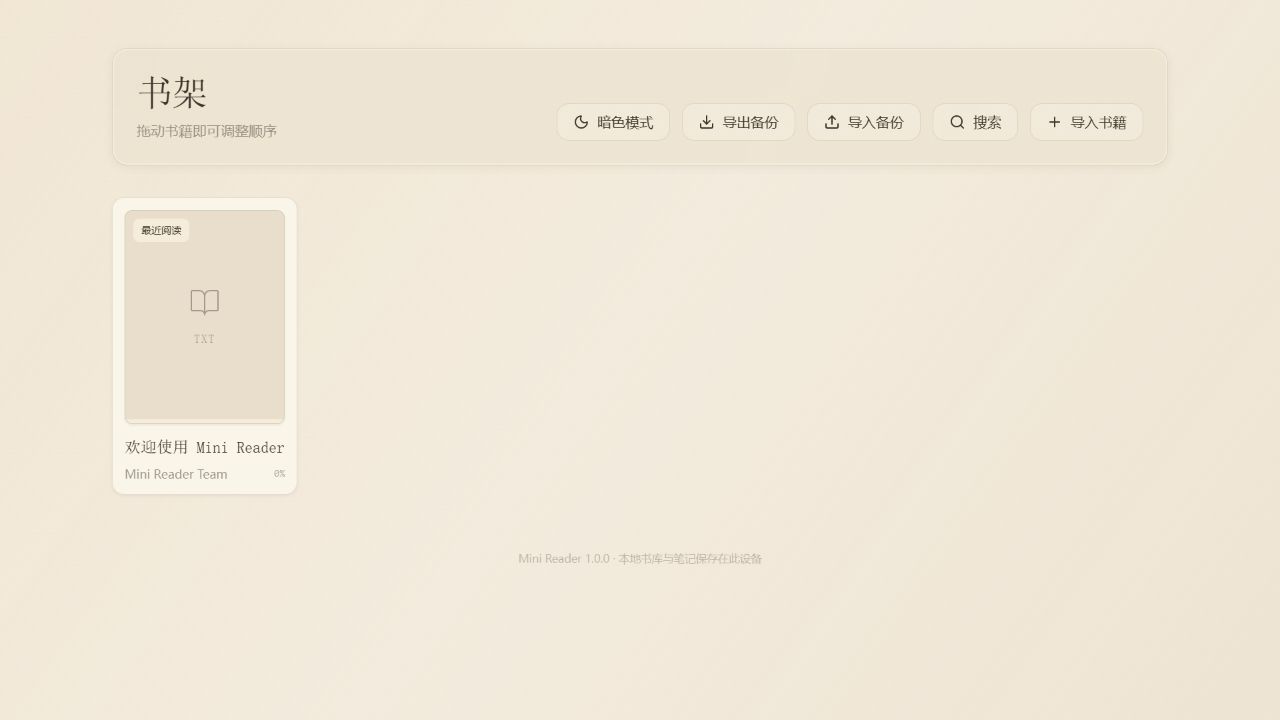 书架
拖动书籍即可调整顺序
暗色模式
导出备份
导入备份
搜索
导入书籍
最近阅读
TXT
欢迎使用 Mini Reader
Mini Reader Team
0%
Mini Reader 1.0.0 · 本地书库与笔记保存在此设备